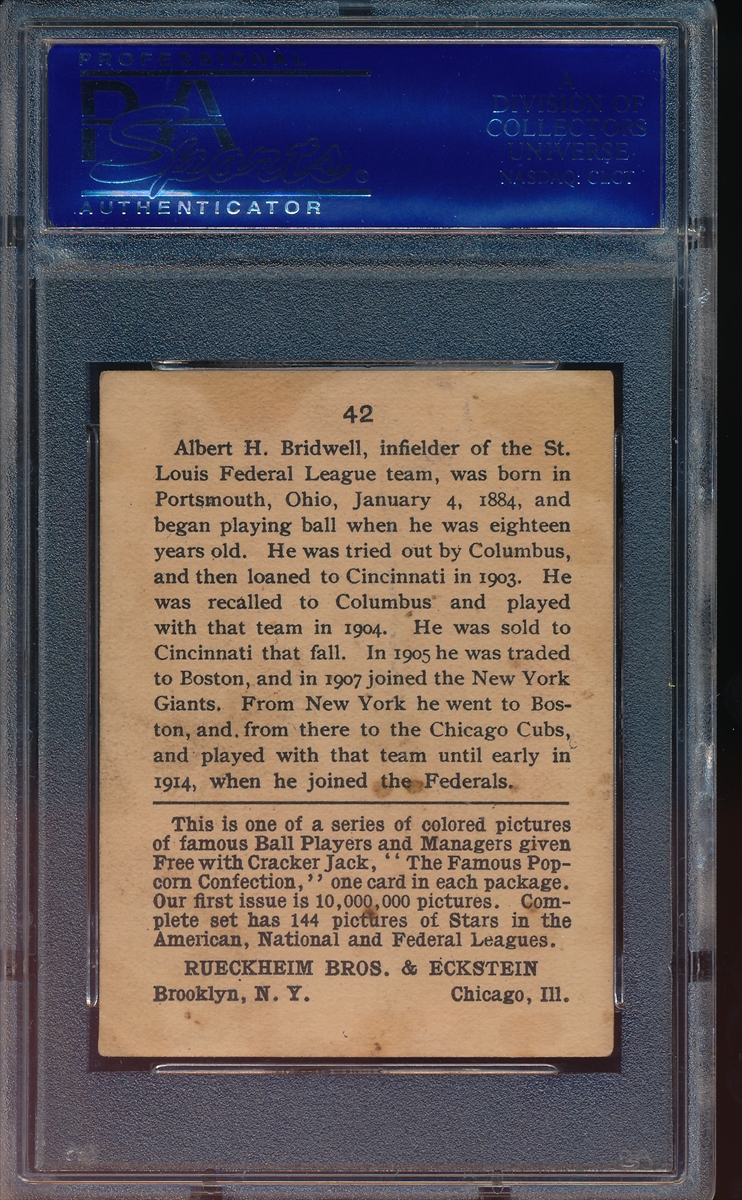 PROFESSIONAL
PSA
Sports ®
AUTHENTICATOR
A
DIVISION OF
COLLECTORS
UNIVERSE
NASDAQ: CLCT
42
Albert H. Bridwell, infielder of the St.
Louis Federal League team, was born in
Portsmouth, Ohio, January 4, 1884, and
began playing ball when he was eighteen
years old. He was tried out by Columbus,
and then loaned to Cincinnati in 1903. He
was recalled to Columbus and played
with that team in 1904. He was sold to
Cincinnati that fall. In 1905 he was traded
to Boston, and in 1907 joined the New York
Giants. From New York he went to Bos-
ton, and from there to the Chicago Cubs,
and played with that team until early in
1914, when he joined the Federals.
This is one of a series of colored pictures
of famous Ball Players and Managers given
Free with Cracker Jack, "The Famous Pop-
corn Confection," one card in each package.
Our first issue is 10,000,000 pictures. Com-
plete set has 144 pictures of Stars in the
American, National and Federal Leagues.
RUECKHEIM BROS. & ECKSTEIN
Brooklyn, N. Y. Chicago, Ill.